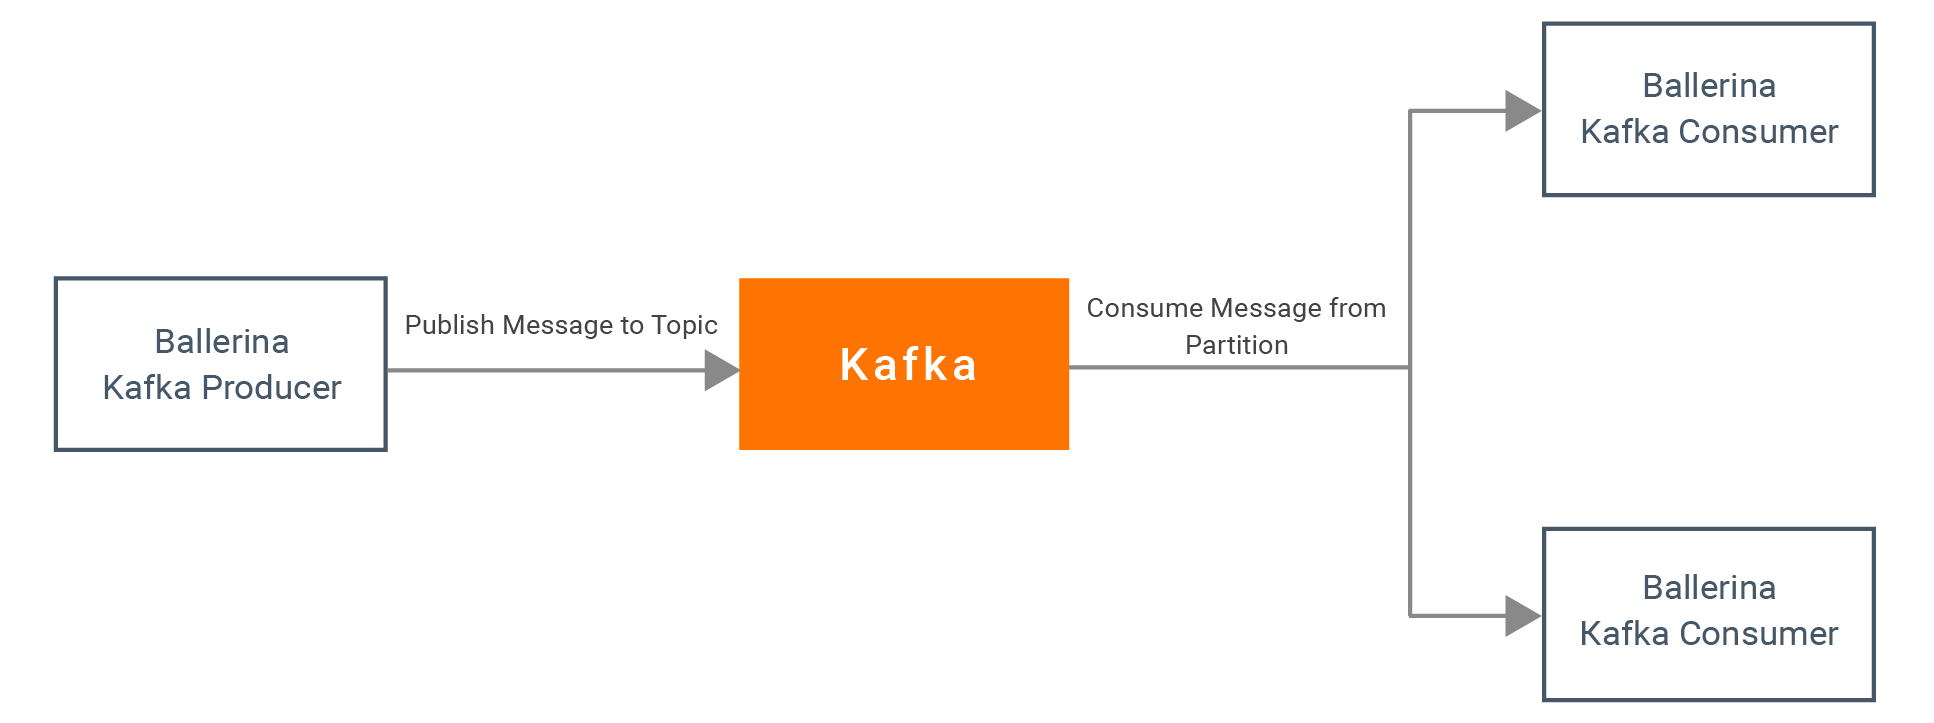 Ballerina
Kafka Producer
Publish Message to Topic
Kafka
Consume Message from
Partition
Ballerina
Kafka Consumer
Ballerina
Kafka Consumer